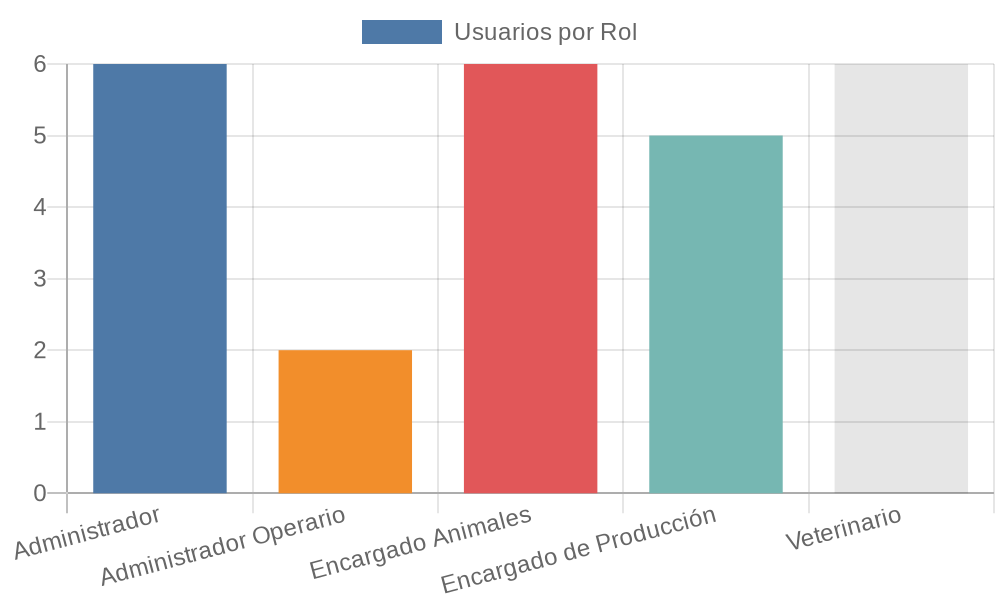 Usuarios por Rol
6
5
4
3
2
1
0
Administrador
Administrador Operario
Encargado Animales
Encargado de Producción
Veterinario